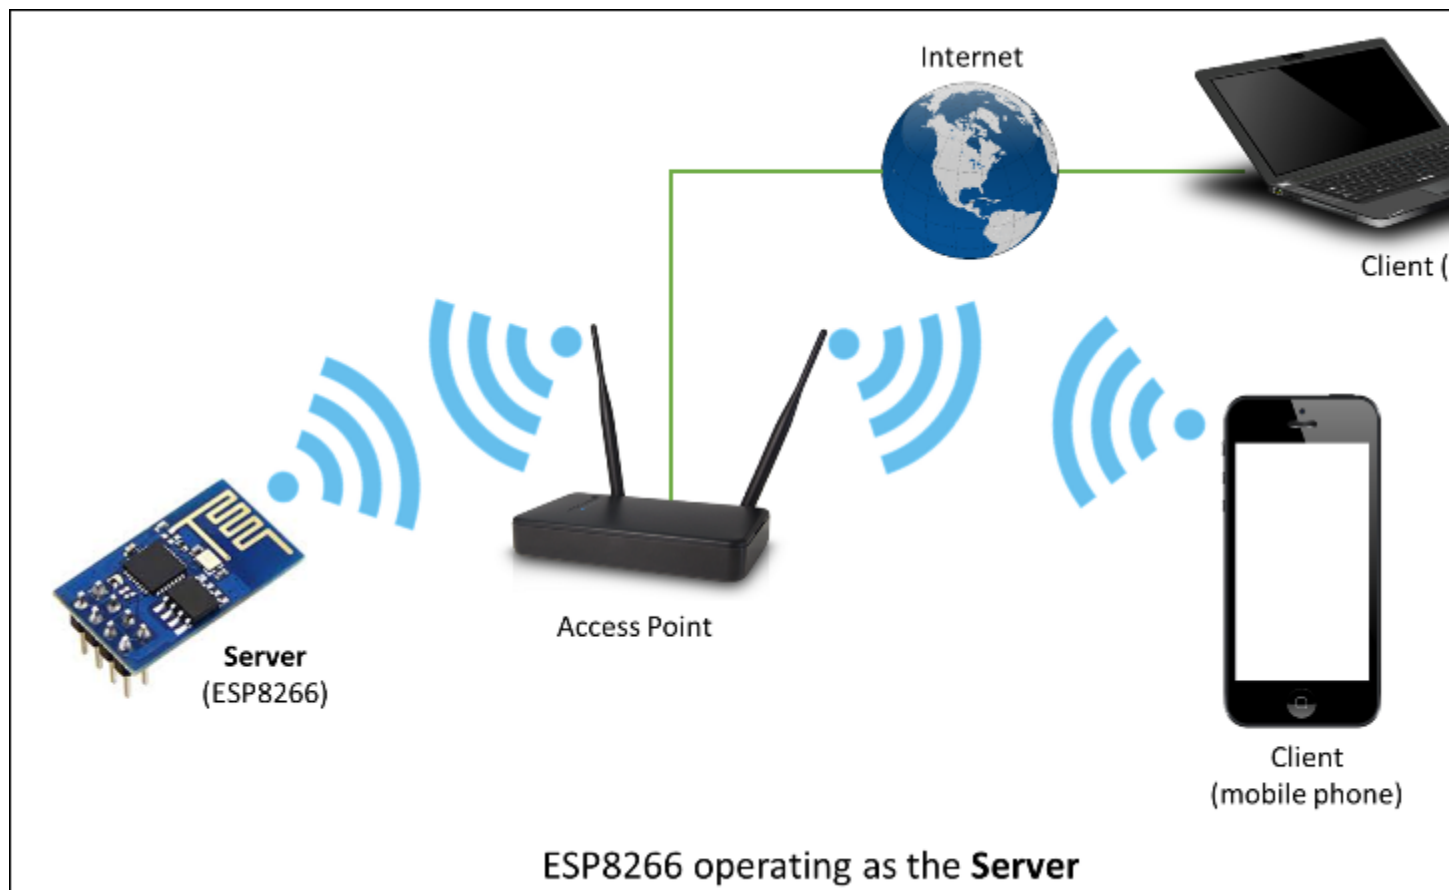 Internet
Client (
Access Point
Server
(ESP8266)
Client
(mobile phone)
ESP8266 operating as the Server